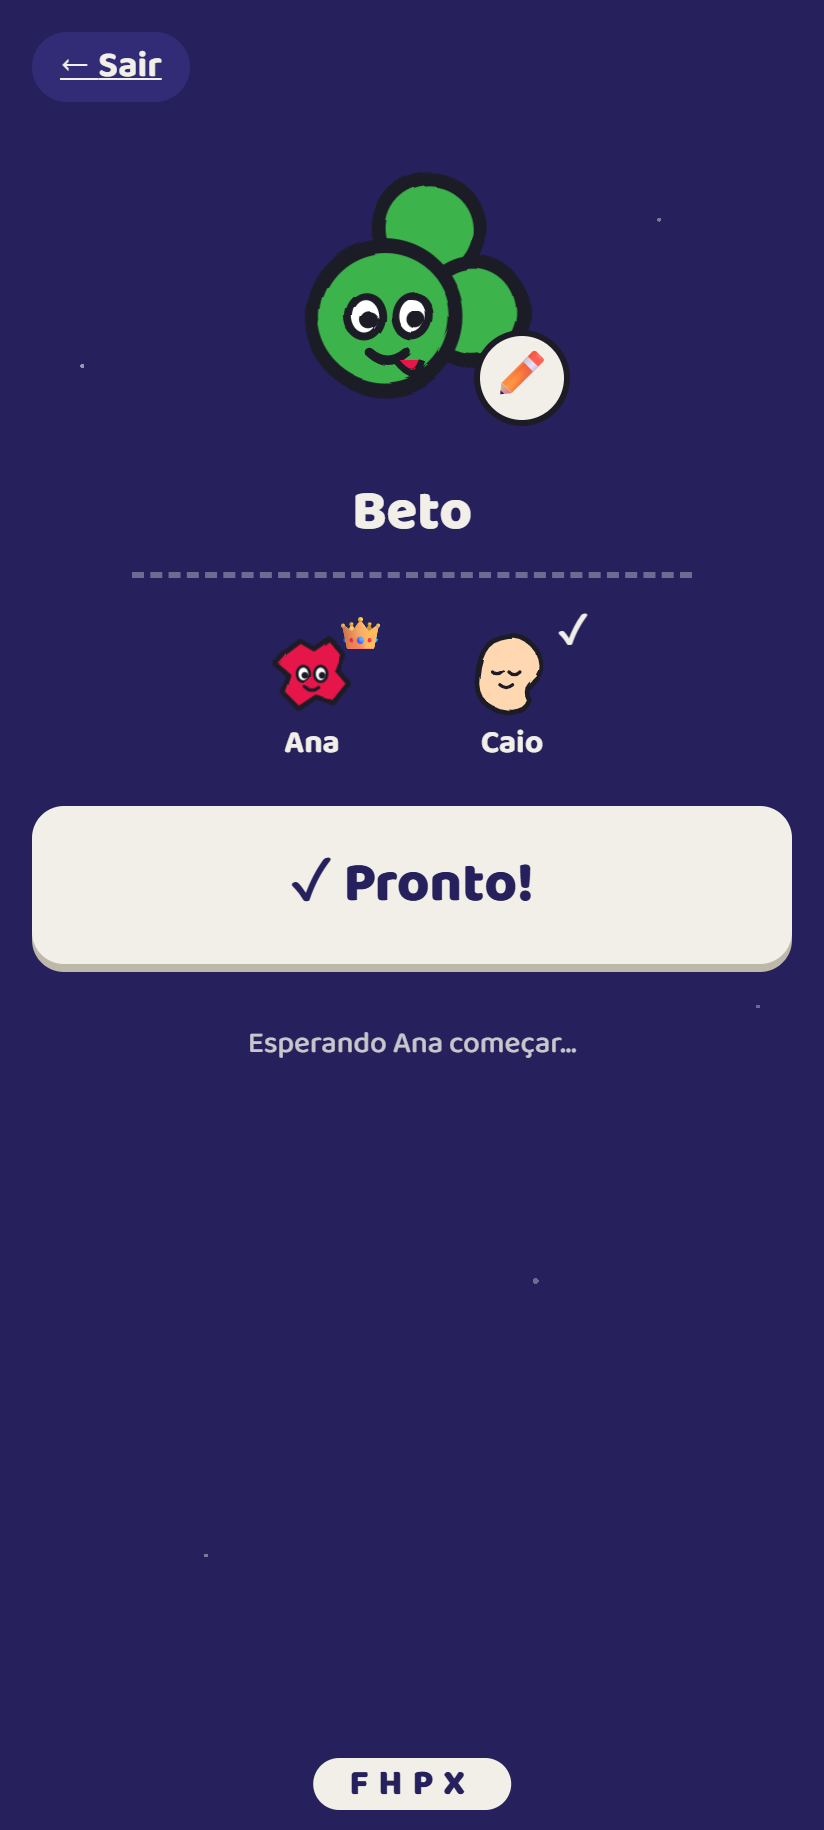 ← Sair
Beto
Ana
Caio
✓ Pronto!
Esperando Ana começar...
FHPX